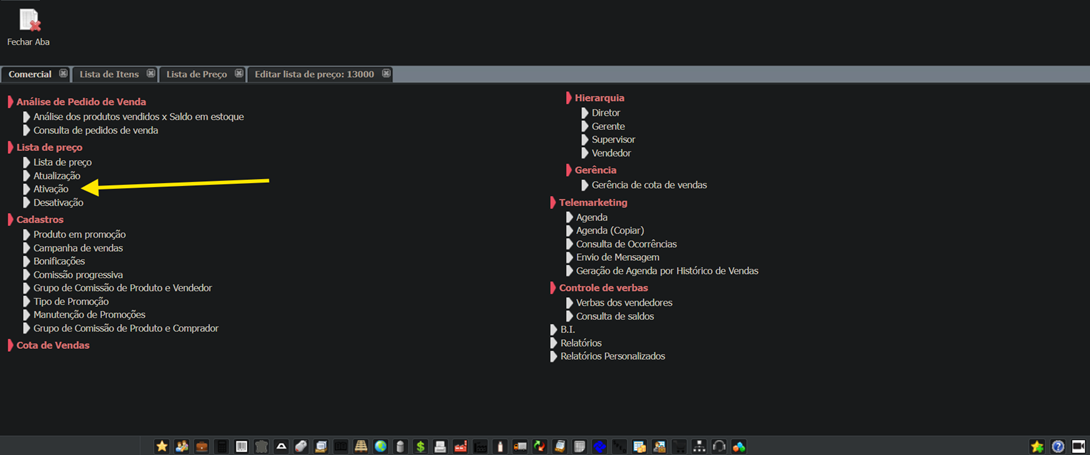 Fechar Aba
Comercial
Lista de Itens
Lista de Preço
Editar lista de preço: 13000
Análise de Pedido de Venda
Análise dos produtos vendidos x Saldo em estoque
Consulta de pedidos de venda
Lista de preço
Lista de preço
Atualização
Ativação
Desativação
Cadastros
Produto em promoção
Campanha de vendas
Bonificações
Comissão progressiva
Grupo de Comissão de Produto e Vendedor
Tipo de Promoção
Manutenção de Promoções
Grupo de Comissão de Produto e Comprador
Cota de Vendas
Hierarquia
Diretor
Gerente
Supervisor
Vendedor
Gerência
Gerência de cota de vendas
Telemarketing
Agenda
Agenda (Copiar)
Consulta de Ocorrências
Envio de Mensagem
Geração de Agenda por Histórico de Vendas
Controle de verbas
Verbas dos vendedores
Consulta de saldos
B.I.
Relatórios
Relatórios Personalizados